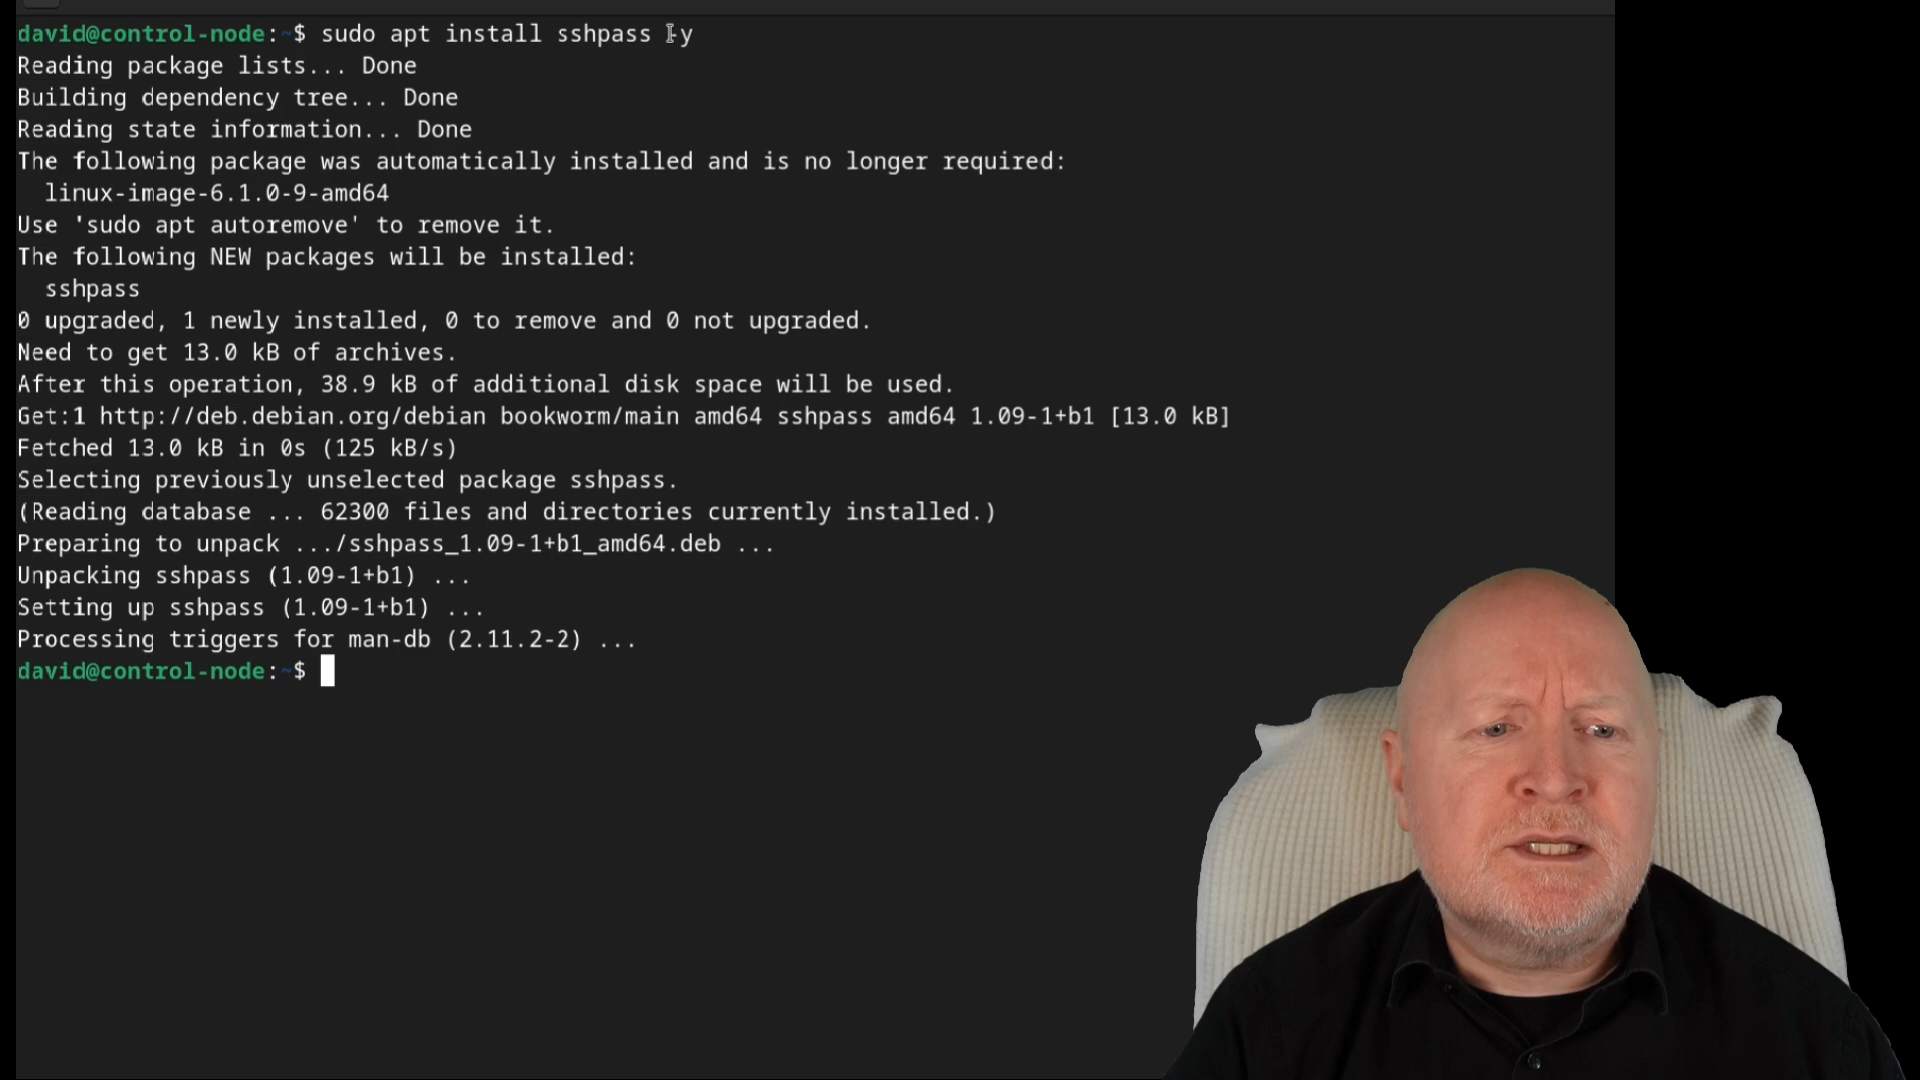 david@control-node:~$ sudo apt install sshpass -y
Reading package lists... Done
Building dependency tree... Done
Reading state information... Done
The following package was automatically installed and is no longer required:
  linux-image-6.1.0-9-amd64
Use 'sudo apt autoremove' to remove it.
The following NEW packages will be installed:
  sshpass
0 upgraded, 1 newly installed, 0 to remove and 0 not upgraded.
Need to get 13.0 kB of archives.
After this operation, 38.9 kB of additional disk space will be used.
Get:1 http://deb.debian.org/debian bookworm/main amd64 sshpass amd64 1.09-1+b1 [13.0 kB]
Fetched 13.0 kB in 0s (125 kB/s)
Selecting previously unselected package sshpass.
(Reading database ... 62300 files and directories currently installed.)
Preparing to unpack .../sshpass_1.09-1+b1_amd64.deb ...
Unpacking sshpass (1.09-1+b1) ...
Setting up sshpass (1.09-1+b1) ...
Processing triggers for man-db (2.11.2-2) ...
david@control-node:~$